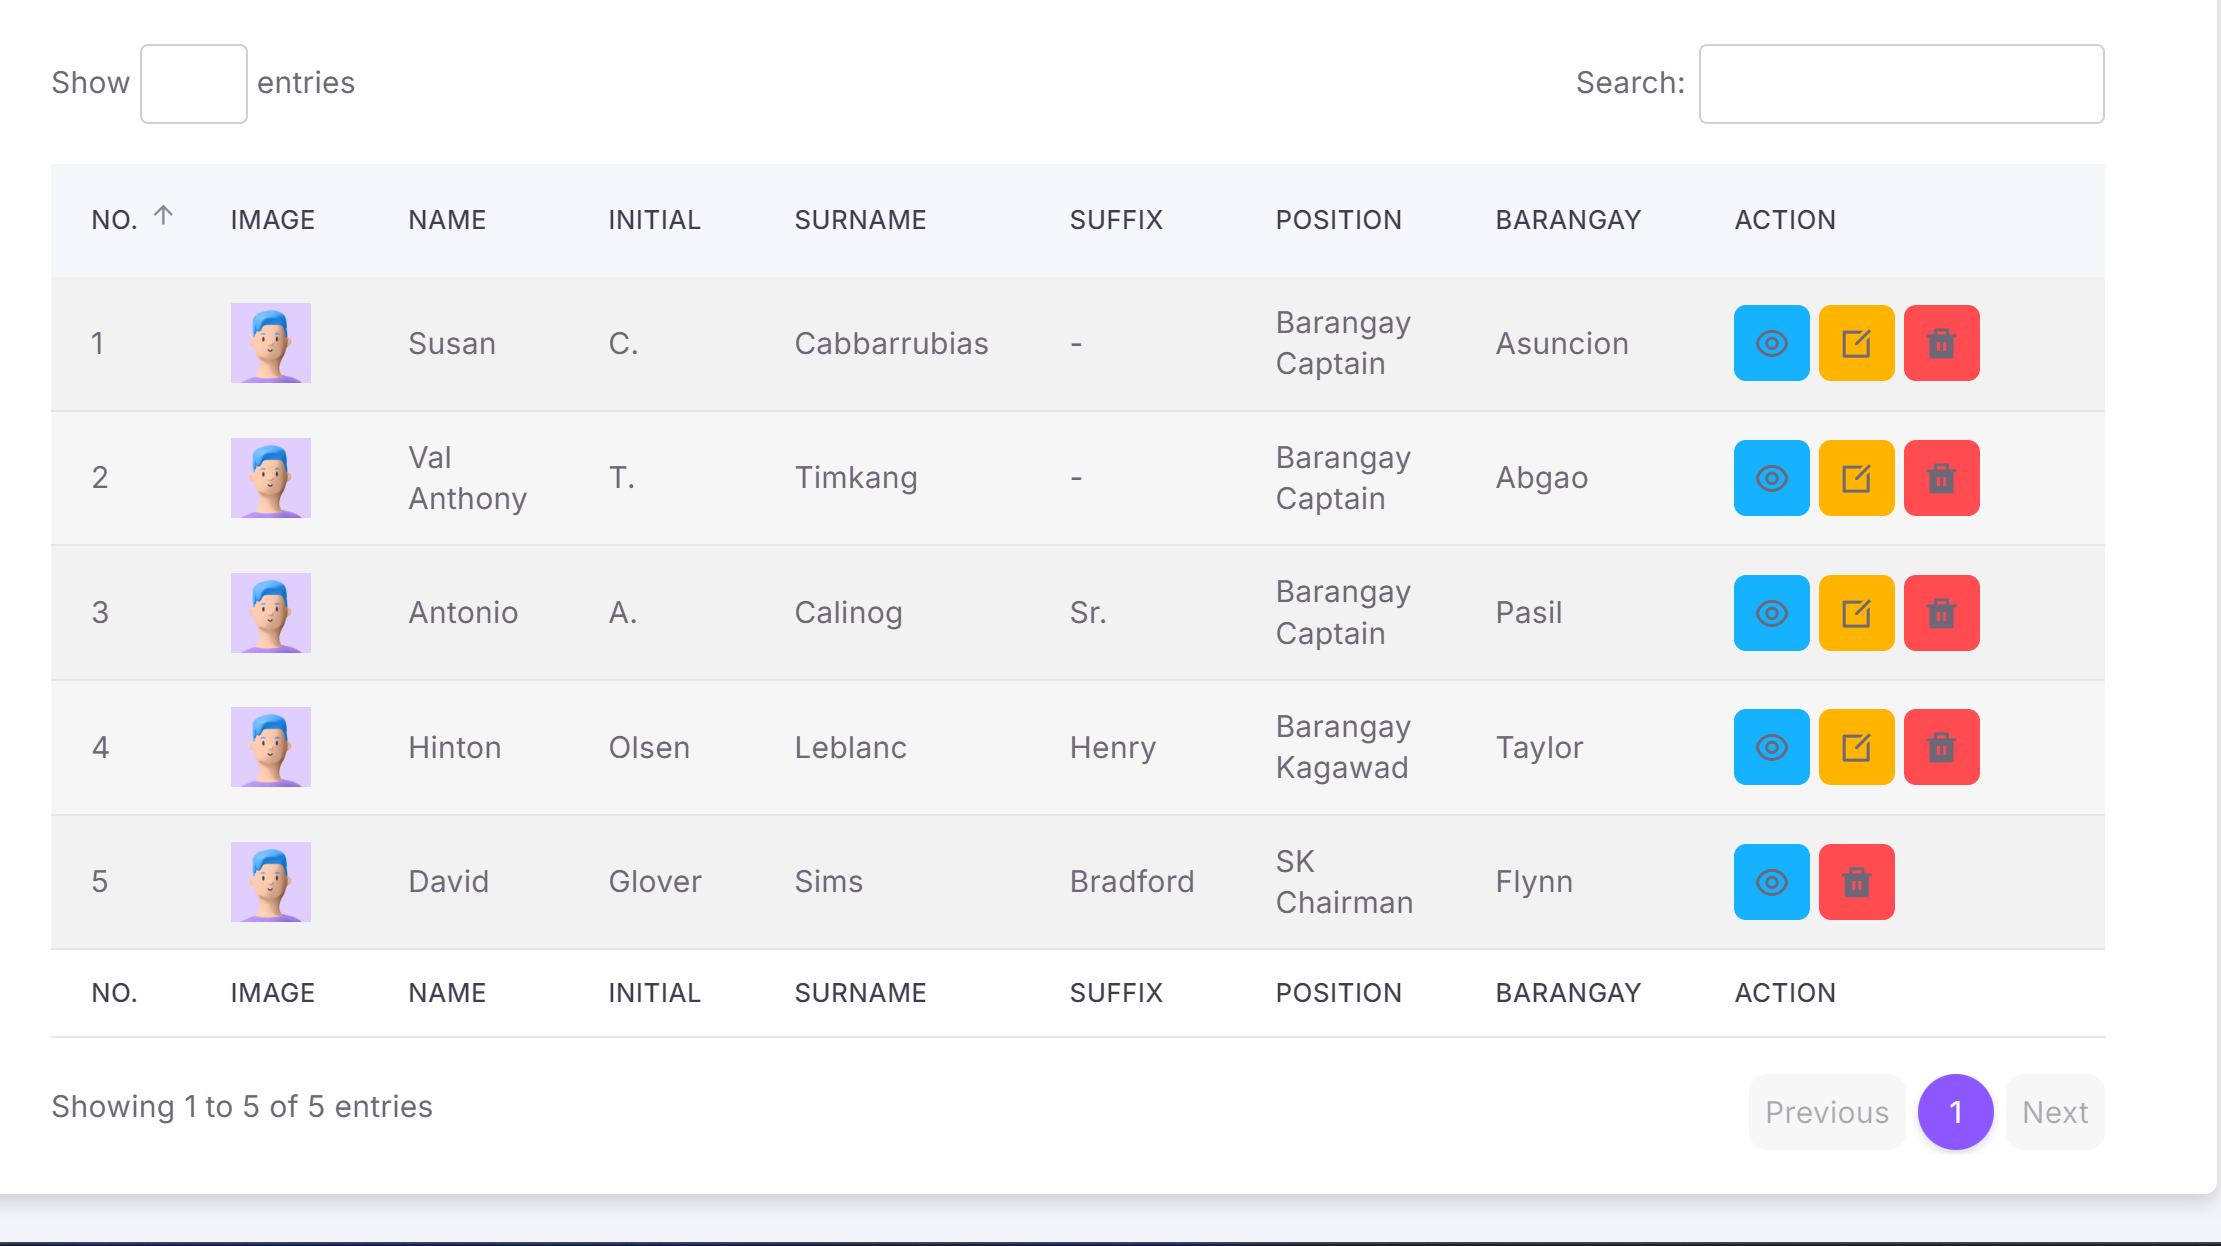 Show entries Search:
NO. IMAGE NAME INITIAL SURNAME SUFFIX POSITION BARANGAY ACTION
1 Susan C. Cabbarrubias - Barangay Captain Asuncion
2 Val Anthony T. Timkang - Barangay Captain Abgao
3 Antonio A. Calinog Sr. Barangay Captain Pasil
4 Hinton Olsen Leblanc Henry Barangay Kagawad Taylor
5 David Glover Sims Bradford SK Chairman Flynn
NO. IMAGE NAME INITIAL SURNAME SUFFIX POSITION BARANGAY ACTION
Showing 1 to 5 of 5 entries Previous 1 Next